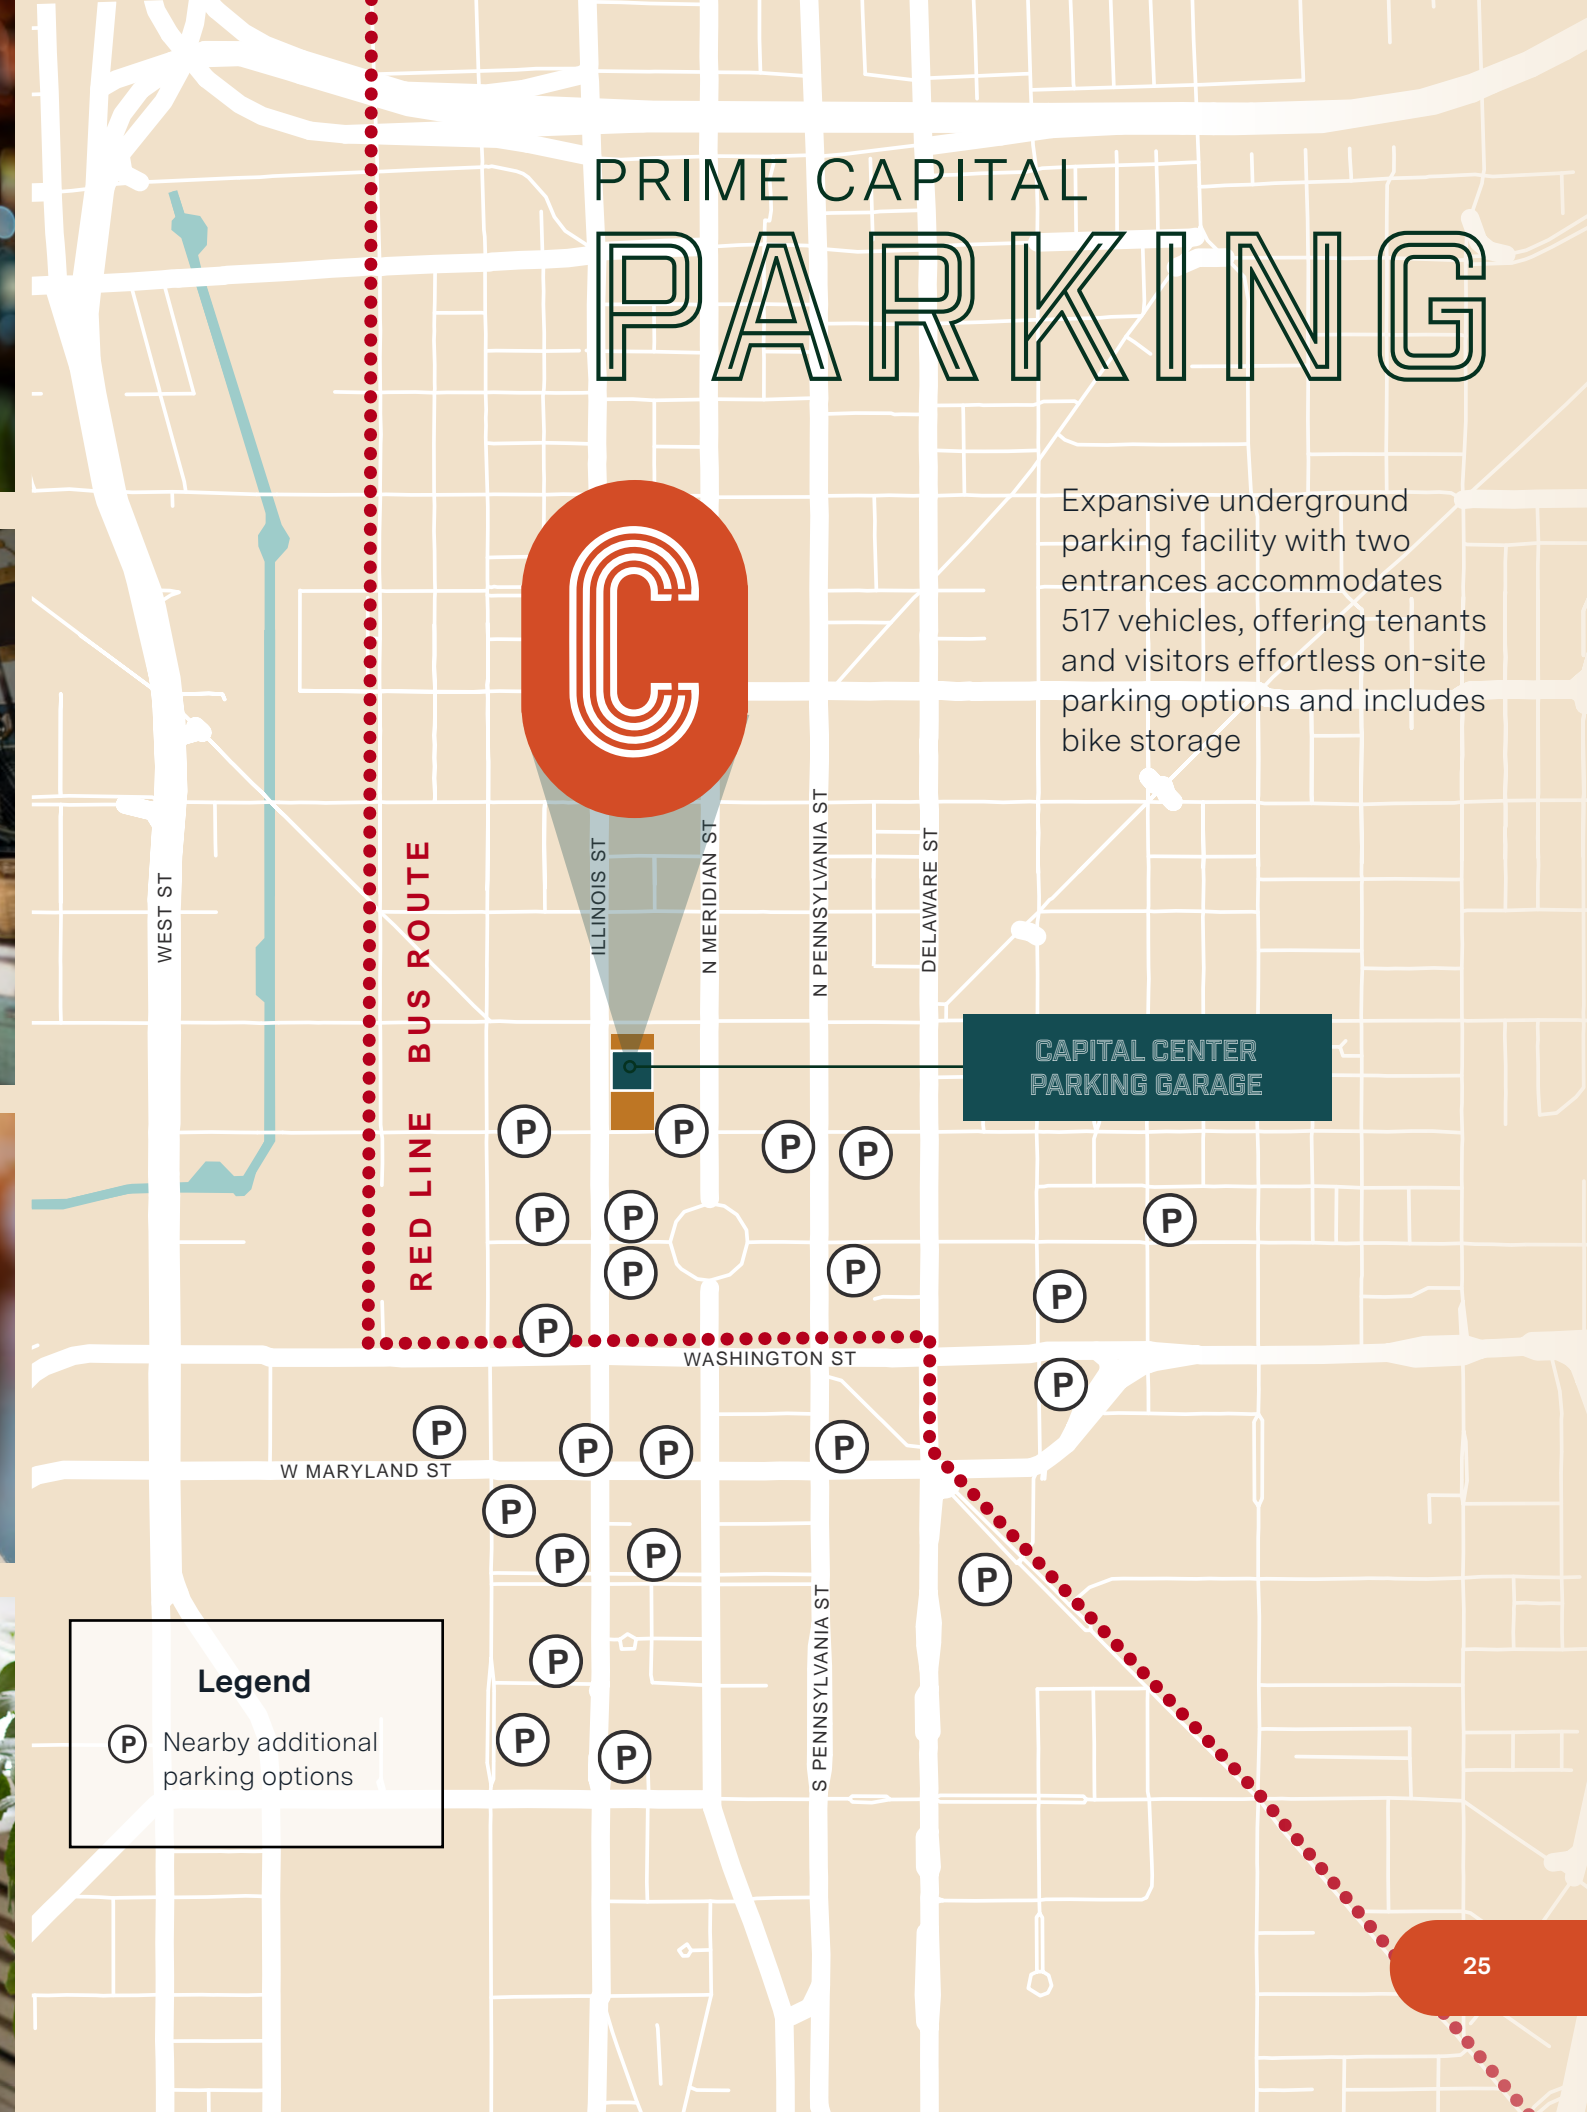 PRIME CAPITAL
PARKING
Expansive underground
parking facility with two
entrances accommodates
517 vehicles, offering tenants
and visitors effortless on-site
parking options and includes
bike storage
C
WEST ST
RED LINE BUS ROUTE
ILLINOIS ST
N MERIDIAN ST
N PENNSYLVANIA ST
DELAWARE ST
CAPITAL CENTER
PARKING GARAGE
P
P
P
P
P
P
P
P
P
P
P
WASHINGTON ST
P
P
P
P
P
W MARYLAND ST
P
P
P
P
S PENNSYLVANIA ST
P
P
P
Legend
P Nearby additional
parking options
25